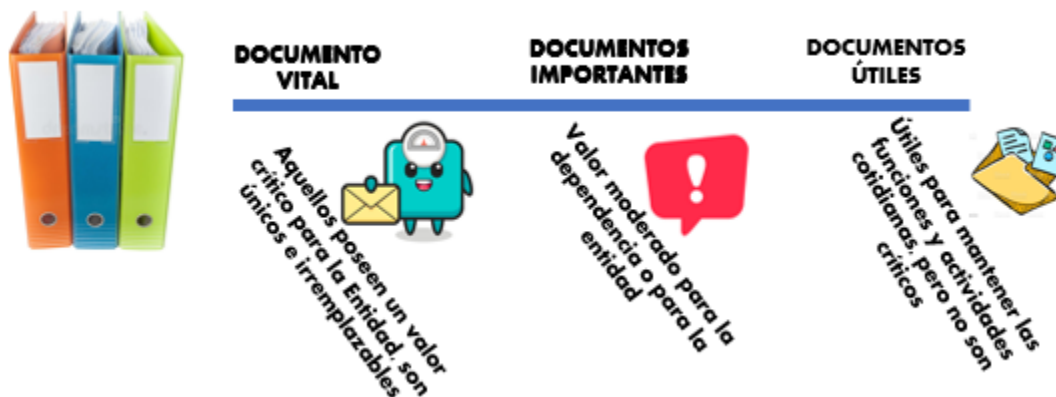 DOCUMENTO
VITAL
Aquellos poseen un valor
crítico para la Entidad, son
únicos e irremplazables
DOCUMENTOS
IMPORTANTES
Valor moderado para la
dependencia o para la
entidad
DOCUMENTOS
ÚTILES
Útiles para mantener las
funciones y actividades
cotidianas, pero no son
críticos